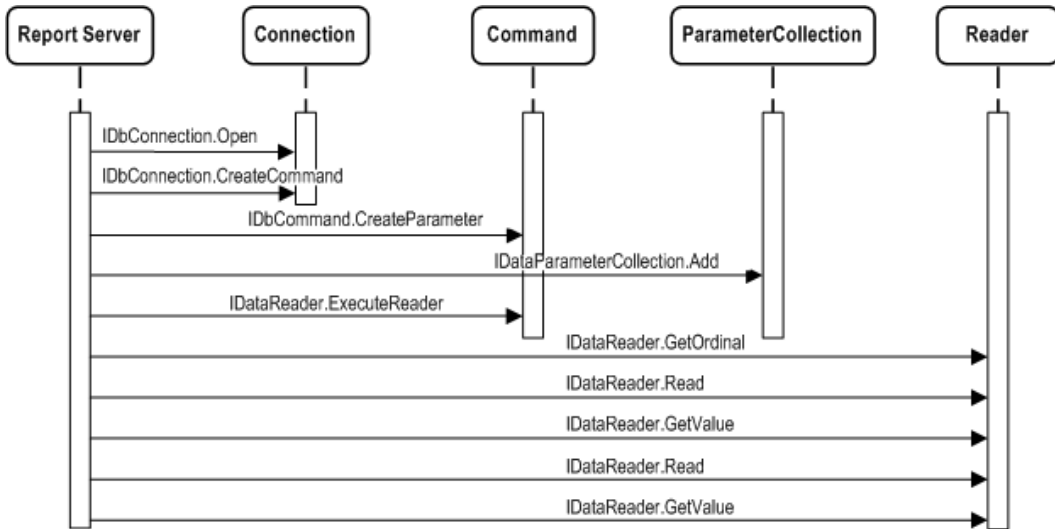 Report Server
Connection
Command
ParameterCollection
Reader
IDbConnection.Open
IDbConnection.CreateCommand
IDbCommand.CreateParameter
IDataParameterCollection.Add
IDataReader.ExecuteReader
IDataReader.GetOrdinal
IDataReader.Read
IDataReader.GetValue
IDataReader.Read
IDataReader.GetValue